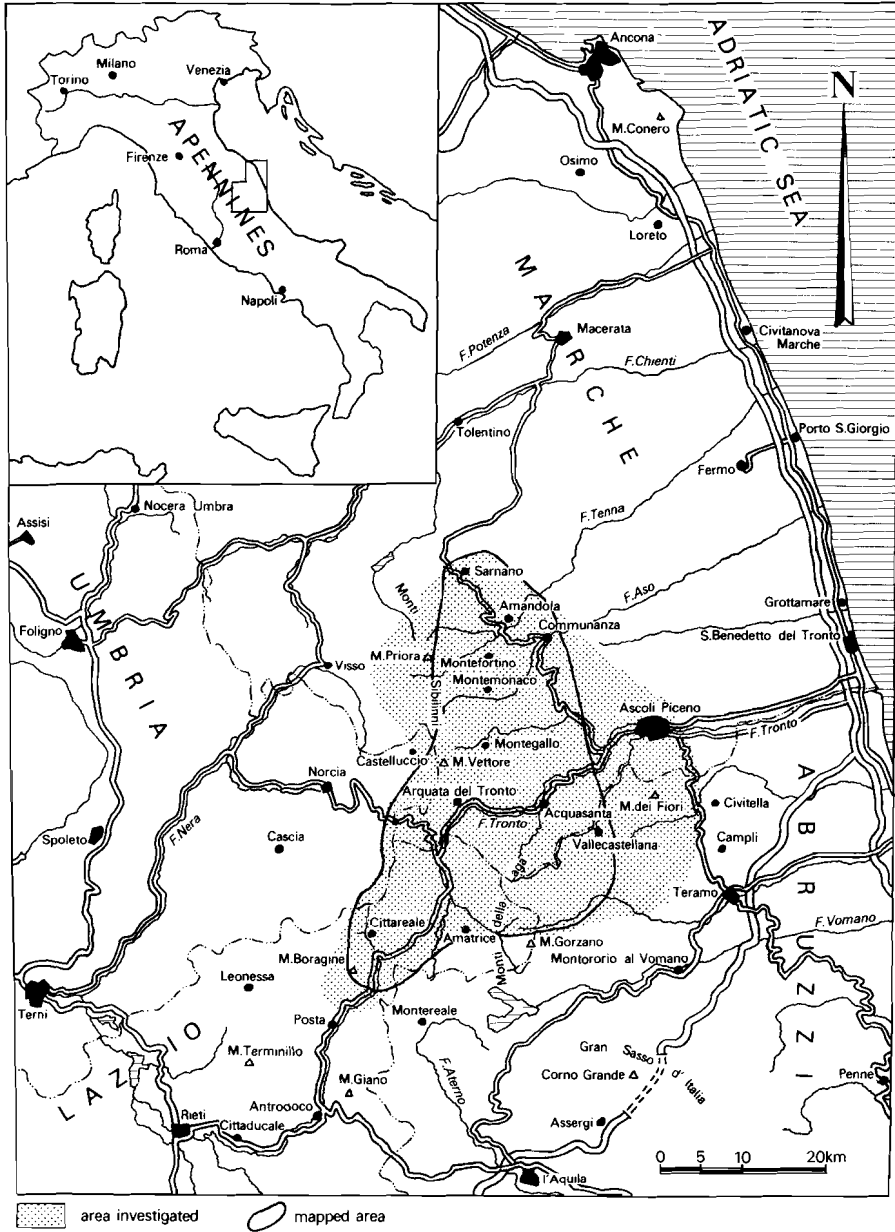 Milano
Venezia
Torino
APENNINES
Firenze
Roma
Napoli
ADRIATIC SEA
N
Ancona
M.Conero
Osimo
Loreto
MARCHE
F.Potenza
Macerata
Civitanova
Marche
F.Chienti
Tolentino
Porto S.Giorgio
Fermo
Nocera Umbra
Assisi
UMBRIA
F.Tenna
Foligno
Monti
Sibillini
Sarnano
F.Aso
Amandola
Grottamare
Communanza
S.Benedetto del Tronto
M.Priora
Montefortino
Visso
Montemonaco
Ascoli Piceno
F.Tronto
Montegallo
Castelluccio
M.Vettore
ABRUZZI
Norcia
Arquata del Tronto
M.dei Fiori
Civitella
Acquasanta
F.Tronto
Spoleto
F.Nera
Cascia
Vallecastellana
Campli
Monti della Laga
Teramo
Cittareale
Amatrice
F.Vomano
M.Gorzano
M.Boragine
Montororio al Vomano
Leonessa
Terni
LAZIO
Posta
Montereale
M.Terminillo
Gran Sasso d'Italia
Corno Grande
Penne
F.Aterno
M.Giano
Antrodoco
Rieti
Cittaducale
Assergi
l'Aquila
0 5 10 20km
area investigated
mapped area